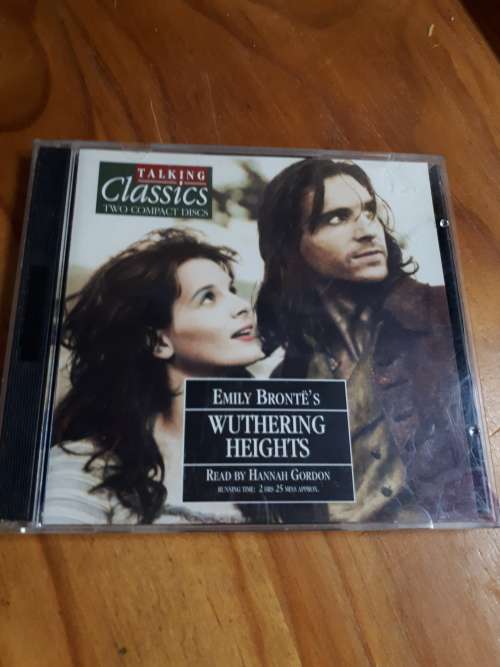 TALKING
Classics
TWO COMPACT DISCS
EMILY BRONTË'S
WUTHERING
HEIGHTS
READ BY HANNAH GORDON
RUNNING TIME: 2 HRS 25 MINS APPROX.